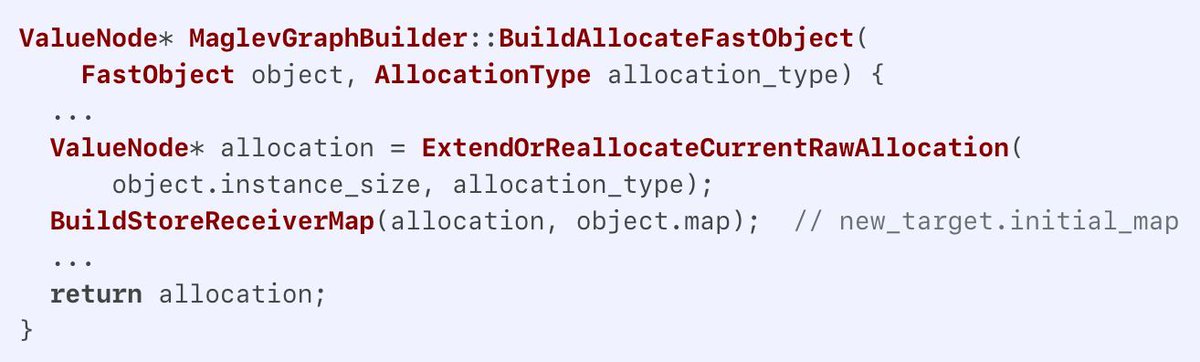 ValueNode* MaglevGraphBuilder::BuildAllocateFastObject(
    FastObject object, AllocationType allocation_type) {
  ...
  ValueNode* allocation = ExtendOrReallocateCurrentRawAllocation(
      object.instance_size, allocation_type);
  BuildStoreReceiverMap(allocation, object.map);  // new_target.initial_map
  ...
  return allocation;
}